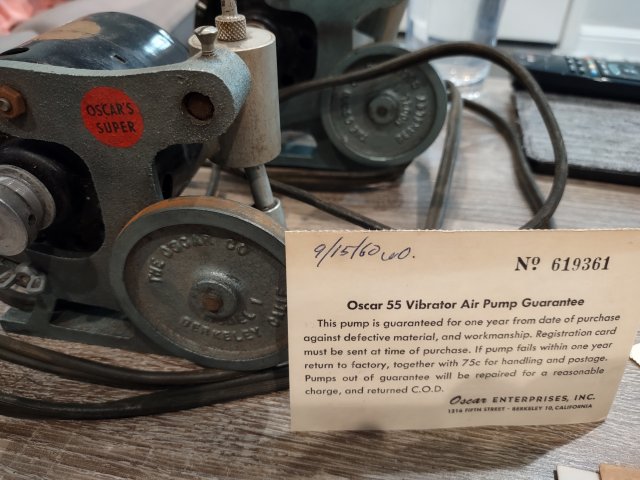 OSCAR'S
SUPER
THE OSCAR CO
MODEL 1
BERKELEY CALIF
9/15/60
Nº 619361
Oscar 55 Vibrator Air Pump Guarantee
This pump is guaranteed for one year from date of purchase
against defective material, and workmanship. Registration card
must be sent at time of purchase. If pump fails within one year
return to factory, together with 75c for handling and postage.
Pumps out of guarantee will be repaired for a reasonable
charge, and returned C.O.D.
Oscar ENTERPRISES, INC.
1216 FIFTH STREET - BERKELEY 10, CALIFORNIA